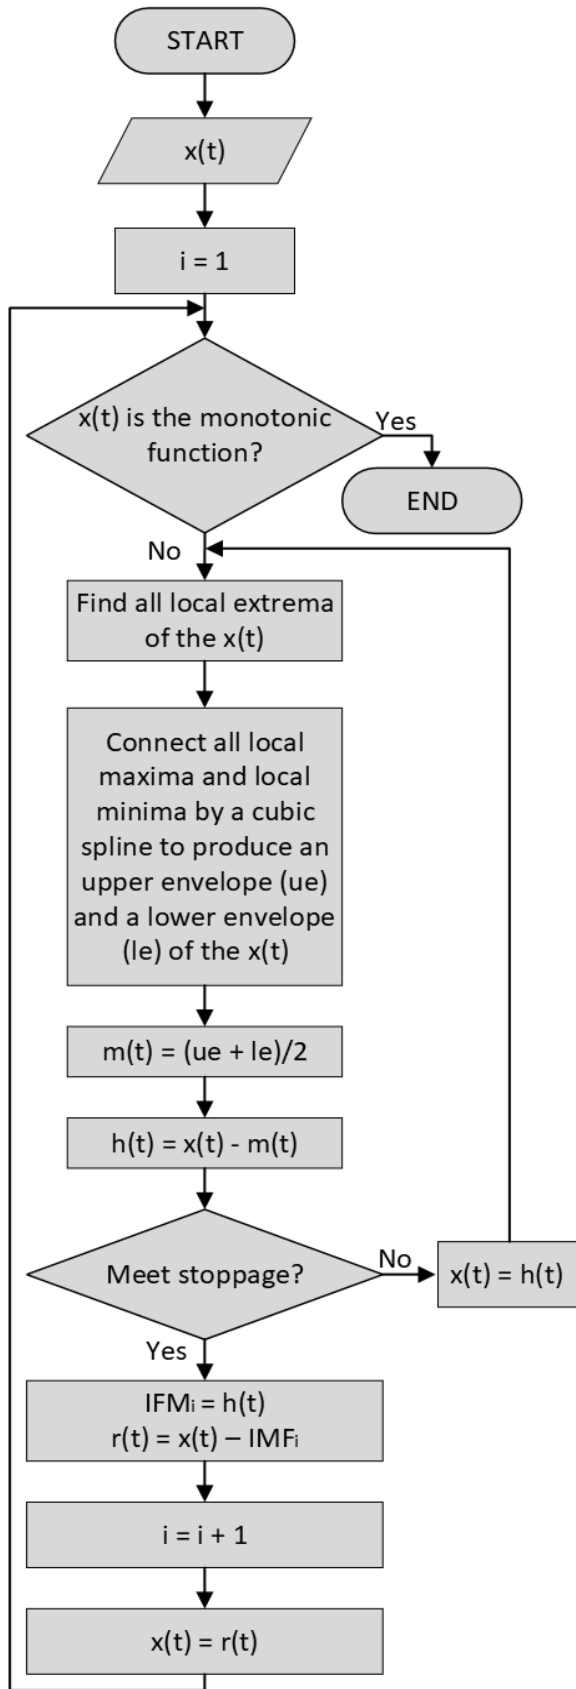 START
x(t)
i = 1
x(t) is the monotonic
function?
Yes
END
No
Find all local extrema
of the x(t)
Connect all local
maxima and local
minima by a cubic
spline to produce an
upper envelope (ue)
and a lower envelope
(le) of the x(t)
m(t) = (ue + le)/2
h(t) = x(t) - m(t)
Meet stoppage?
No
x(t) = h(t)
Yes
IFMi = h(t)
r(t) = x(t) – IMFi
i = i + 1
x(t) = r(t)